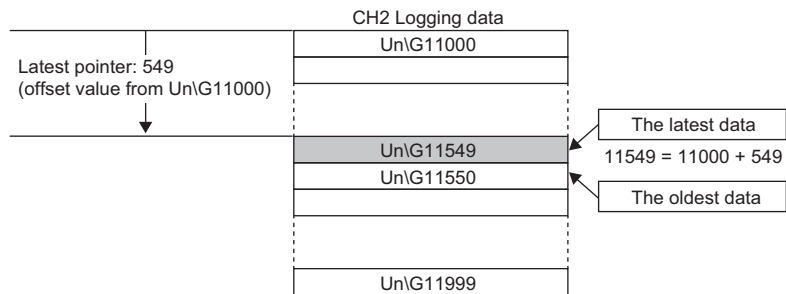 CH2 Logging data
Un\G11000
Latest pointer: 549
(offset value from Un\G11000)
The latest data
Un\G11549
11549 = 11000 + 549
Un\G11550
The oldest data
Un\G11999